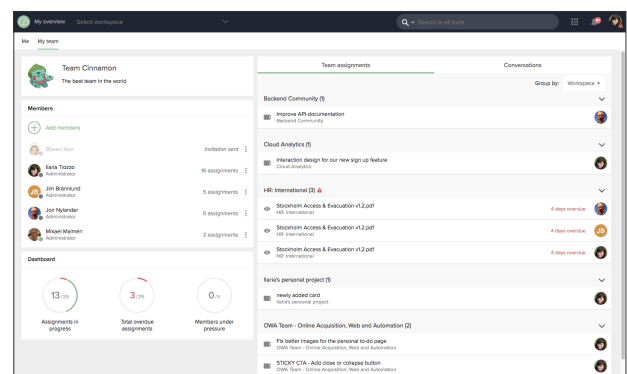 My overview
Select workspace
Search in all tools
Me
My team
Team Cinnamon
The best team in the world
Members
Add members
Invitation sent
Ilaria Tiozzo
Administrator
16 assignments
JB
Jim Brännlund
Administrator
5 assignments
Jon Nylander
Administrator
5 assignments
Mikael Malmén
Administrator
2 assignments
Dashboard
13 /29
3 /29
0 /5
Assignments in
progress
Total overdue
assignments
Members under
pressure
Team assignments
Conversations
Group by:
Workspace
Backend Community (1)
Improve API-documentation
Backend Community
Cloud Analytics (1)
Interaction design for our new sign up feature
Cloud Analytics
HR: International (3)
Stockholm Access & Evacuation v1.2.pdf
HR: International
4 days overdue
Stockholm Access & Evacuation v1.2.pdf
HR: International
4 days overdue
JB
Stockholm Access & Evacuation v1.2.pdf
HR: International
4 days overdue
Ilaria's personal project (1)
newly added card
Ilaria's personal project
OWA Team - Online Acquisition, Web and Automation (2)
Fix better images for the personal to-do page
OWA Team - Online Acquisition, Web and Automation
STICKY CTA - Add close or collapse button
OWA Team - Online Acquisition, Web and Automation